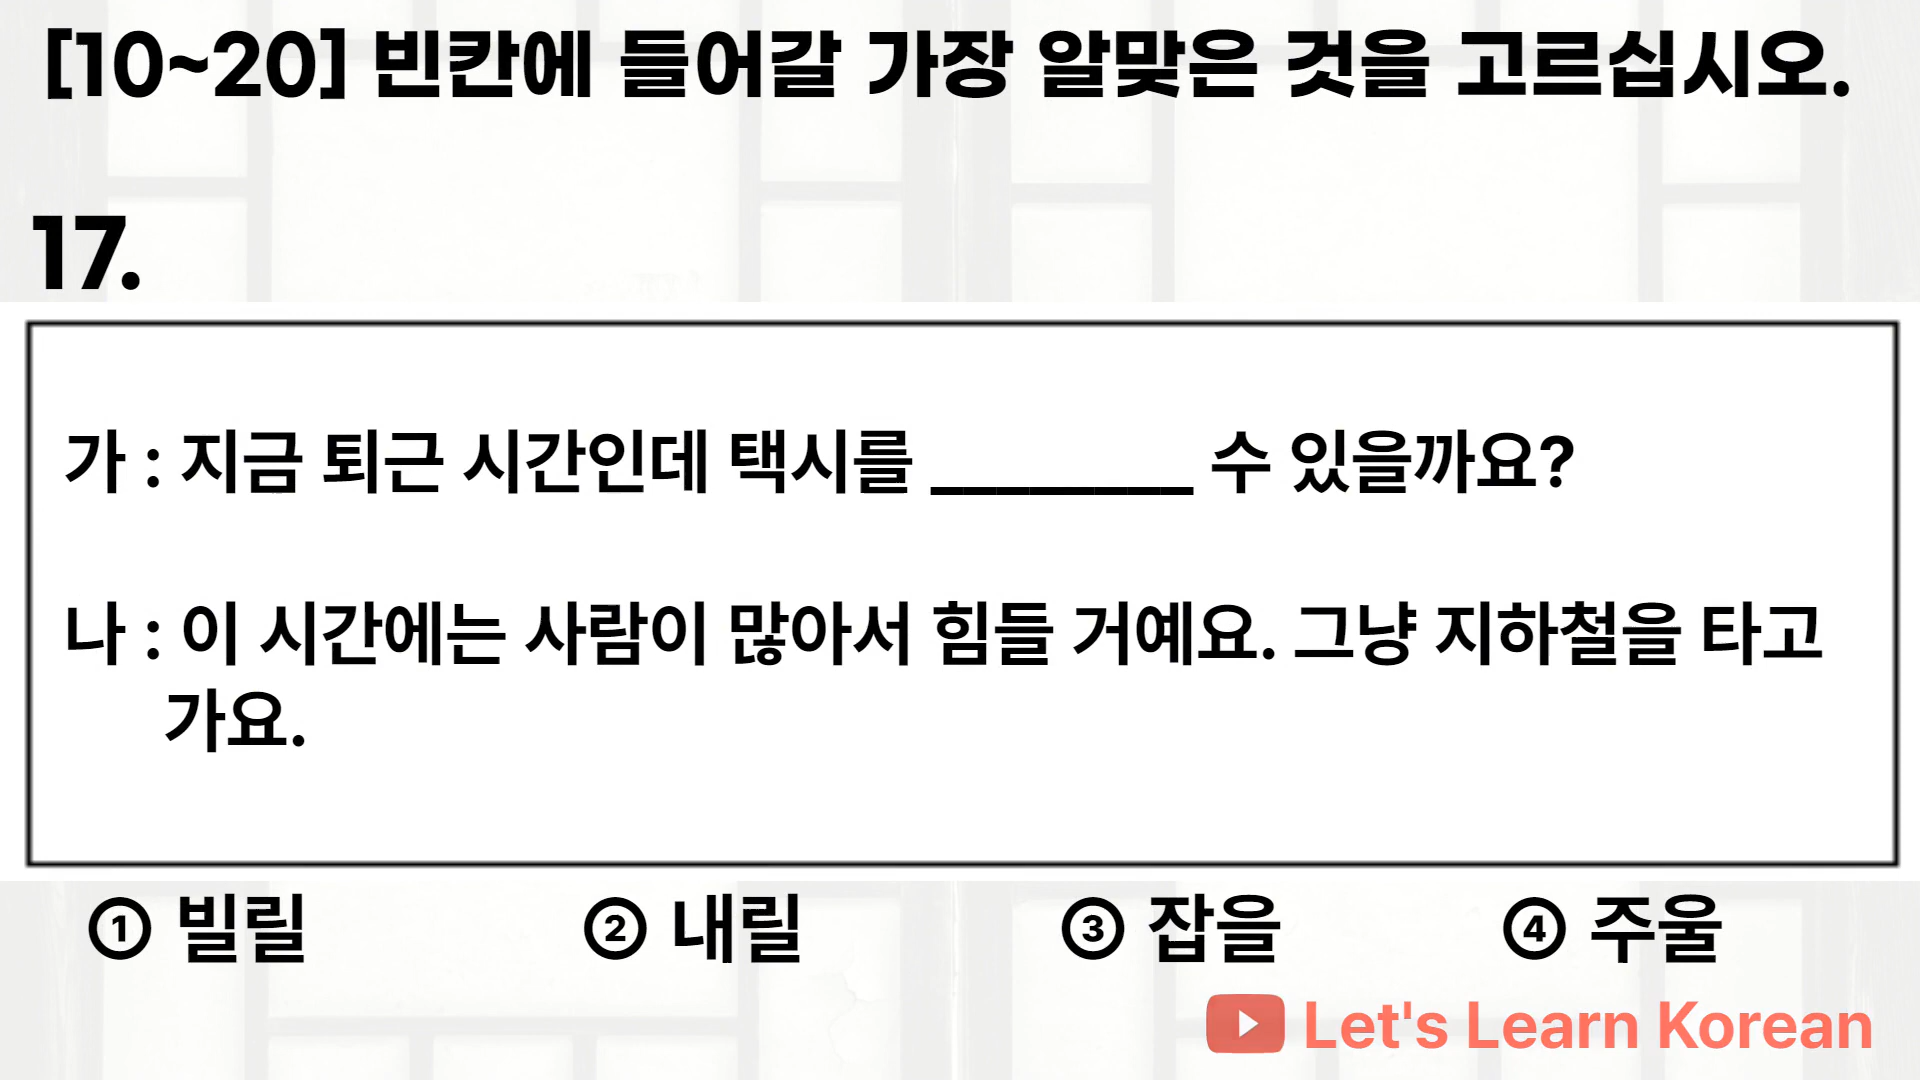 [10~20] 빈칸에 들어갈 가장 알맞은 것을 고르십시오.
17.
가 : 지금 퇴근 시간인데 택시를 ________ 수 있을까요?
나 : 이 시간에는 사람이 많아서 힘들 거예요. 그냥 지하철을 타고
가요.
① 빌릴 ② 내릴 ③ 잡을 ④ 주울
Let's Learn Korean